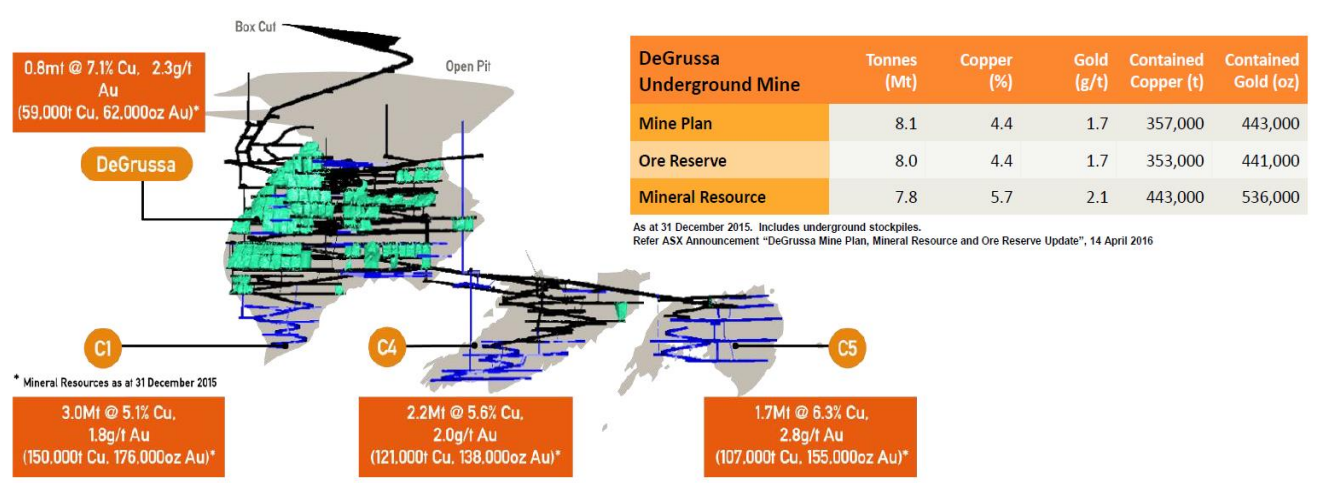 Box Cut
Open Pit
0.8mt @ 7.1% Cu, 2.3g/t
Au
(59,000t Cu, 62,000oz Au)*
DeGrussa
DeGrussa
Underground Mine
Tonnes
(Mt)
Copper
(%)
Gold
(g/t)
Contained
Copper (t)
Contained
Gold (oz)
Mine Plan 8.1 4.4 1.7 357,000 443,000
Ore Reserve 8.0 4.4 1.7 353,000 441,000
Mineral Resource 7.8 5.7 2.1 443,000 536,000
As at 31 December 2015. Includes underground stockpiles.
Refer ASX Announcement “DeGrussa Mine Plan, Mineral Resource and Ore Reserve Update”, 14 April 2016
C1
C4
C5
* Mineral Resources as at 31 December 2015
3.0Mt @ 5.1% Cu,
1.8g/t Au
(150,000t Cu, 176,000oz Au)*
2.2Mt @ 5.6% Cu,
2.0g/t Au
(121,000t Cu, 138,000oz Au)*
1.7Mt @ 6.3% Cu,
2.8g/t Au
(107,000t Cu, 155,000oz Au)*